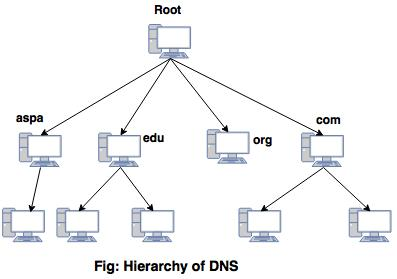 Root
aspa
edu
org
com
Fig: Hierarchy of DNS